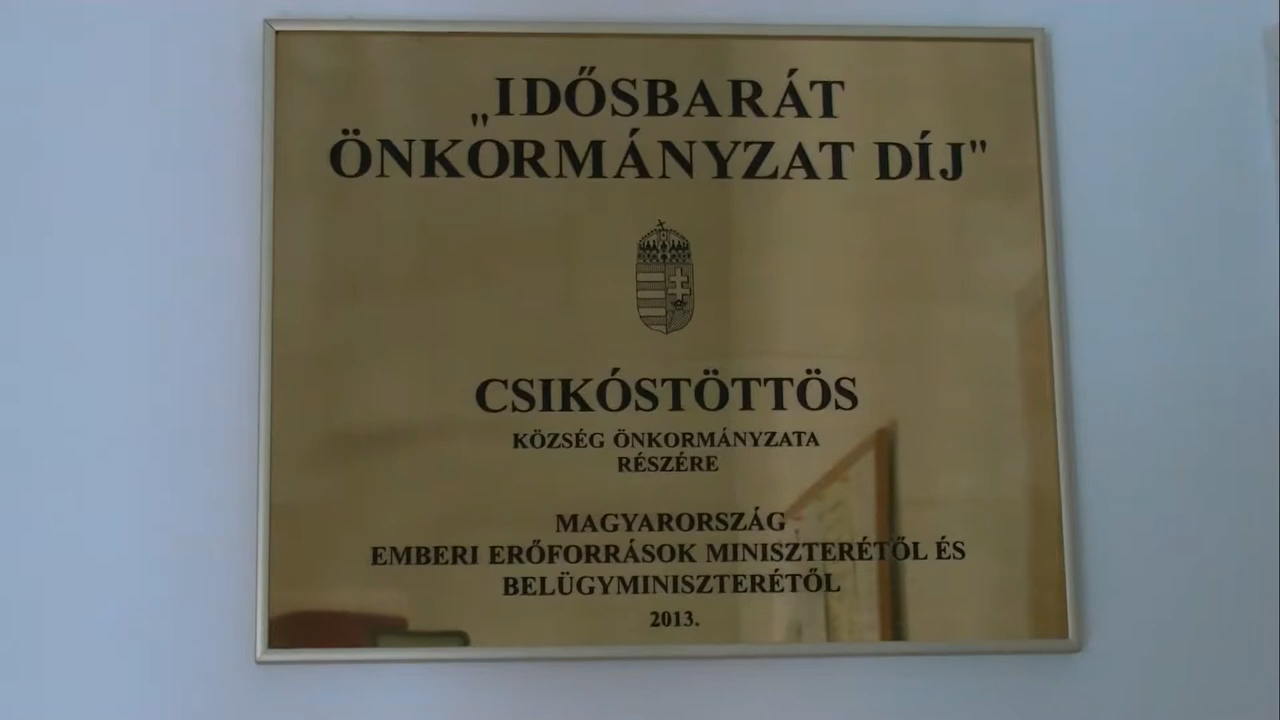 "IDŐSBARÁT
ÖNKORMÁNYZAT DÍJ"
CSIKÓSTÖTTÖS
KÖZSÉG ÖNKORMÁNYZATA
RÉSZÉRE
MAGYARORSZÁG
EMBERI ERŐFORRÁSOK MINISZTERÉTŐL ÉS
BELÜGYMINISZTERÉTŐL
2013.